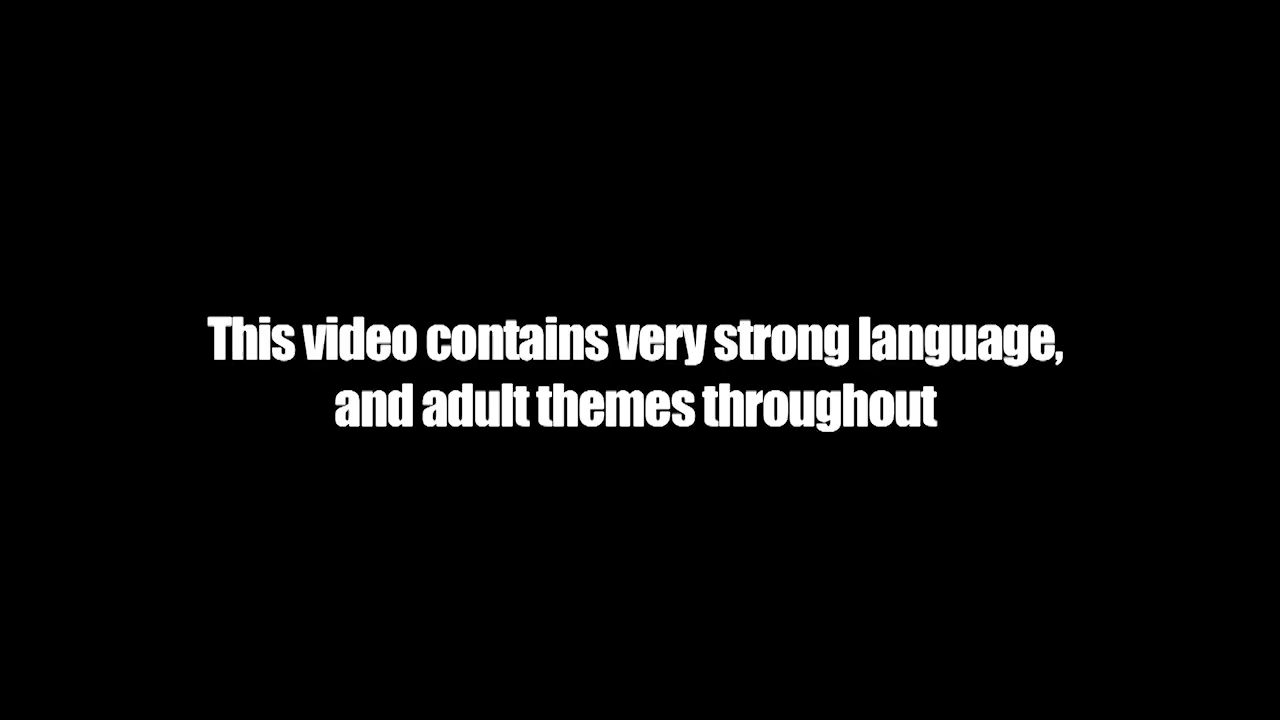 This video contains very strong language,
and adult themes throughout